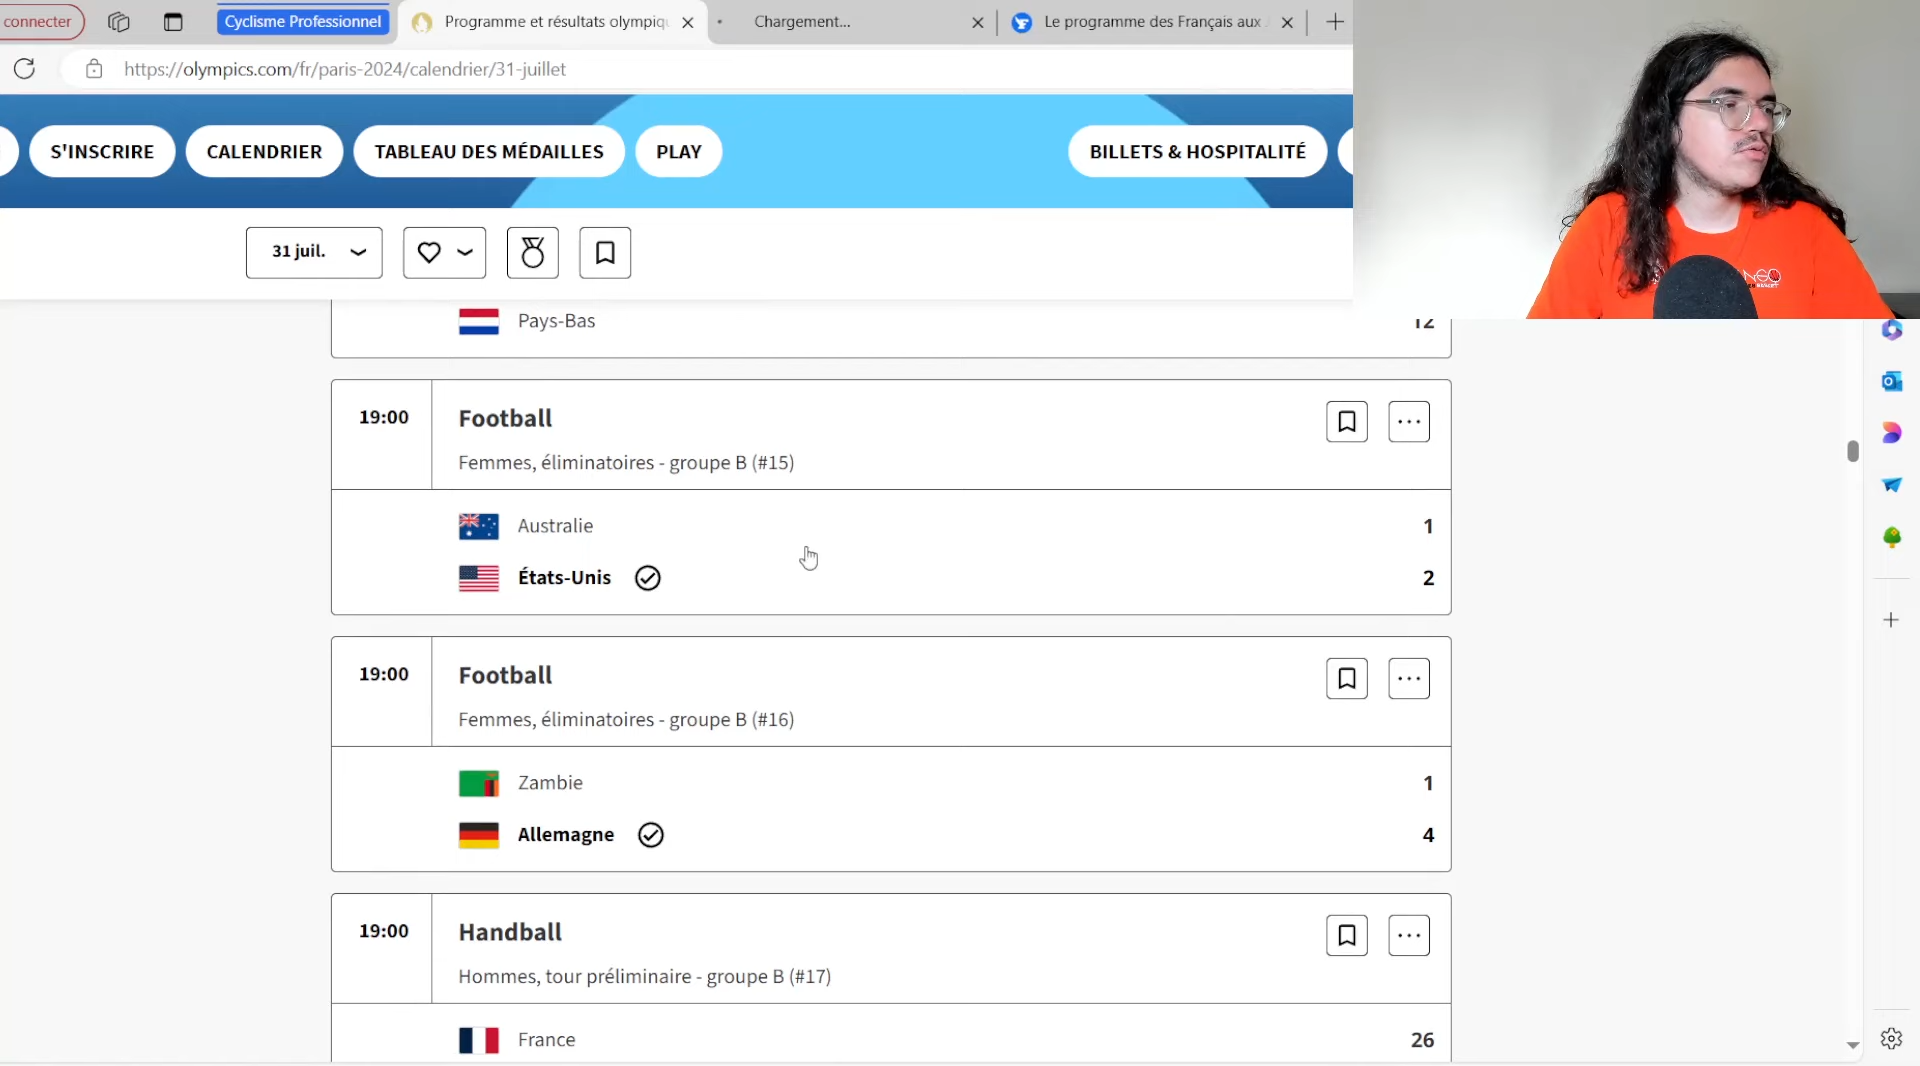 connecter
Cyclisme Professionnel
Programme et résultats olympiqu
Chargement...
Le programme des Français aux
https://olympics.com/fr/paris-2024/calendrier/31-juillet
S'INSCRIRE
CALENDRIER
TABLEAU DES MÉDAILLES
PLAY
BILLETS & HOSPITALITÉ
31 juil.
Pays-Bas 12
19:00 Football
Femmes, éliminatoires - groupe B (#15)
Australie 1
États-Unis 2
19:00 Football
Femmes, éliminatoires - groupe B (#16)
Zambie 1
Allemagne 4
19:00 Handball
Hommes, tour préliminaire - groupe B (#17)
France 26